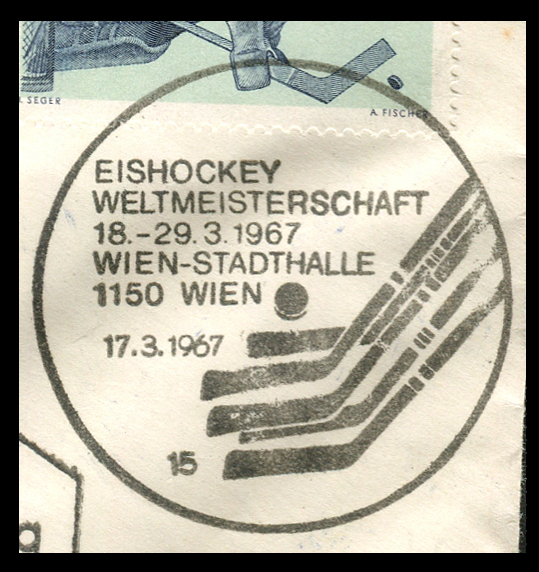 SEGER
A. FISCHER
EISHOCKEY
WELTMEISTERSCHAFT
18.-29.3.1967
WIEN-STADTHALLE
1150 WIEN
17.3.1967
15
g